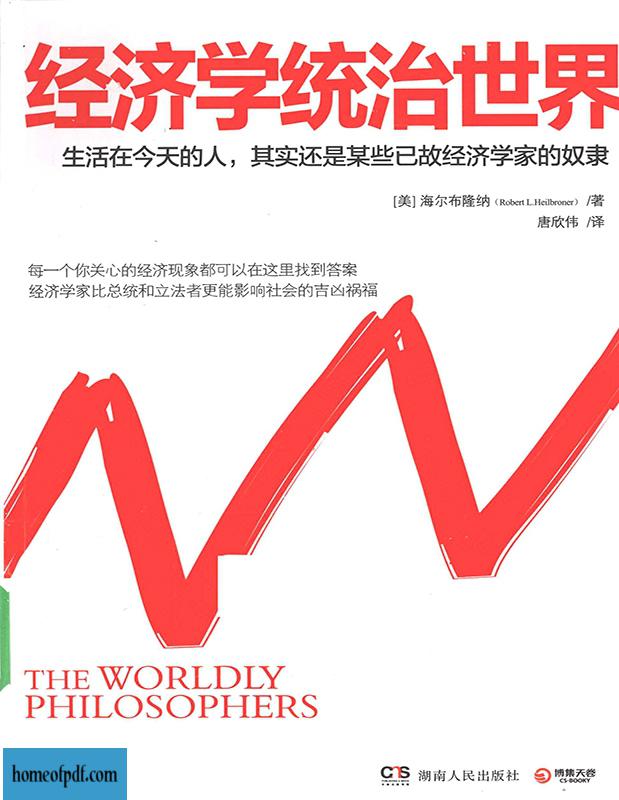 经济学统治世界
生活在今天的人，其实还是某些已故经济学家的奴隶
[美] 海尔布隆纳（Robert L.Heilbroner）/著
唐欣伟 /译
每一个你关心的经济现象都可以在这里找到答案
经济学家比总统和立法者更能影响社会的吉凶祸福
THE WORLDLY
PHILOSOPHERS
homeofpdf.com
湖南人民出版社
博集天卷
CS-BOOKY